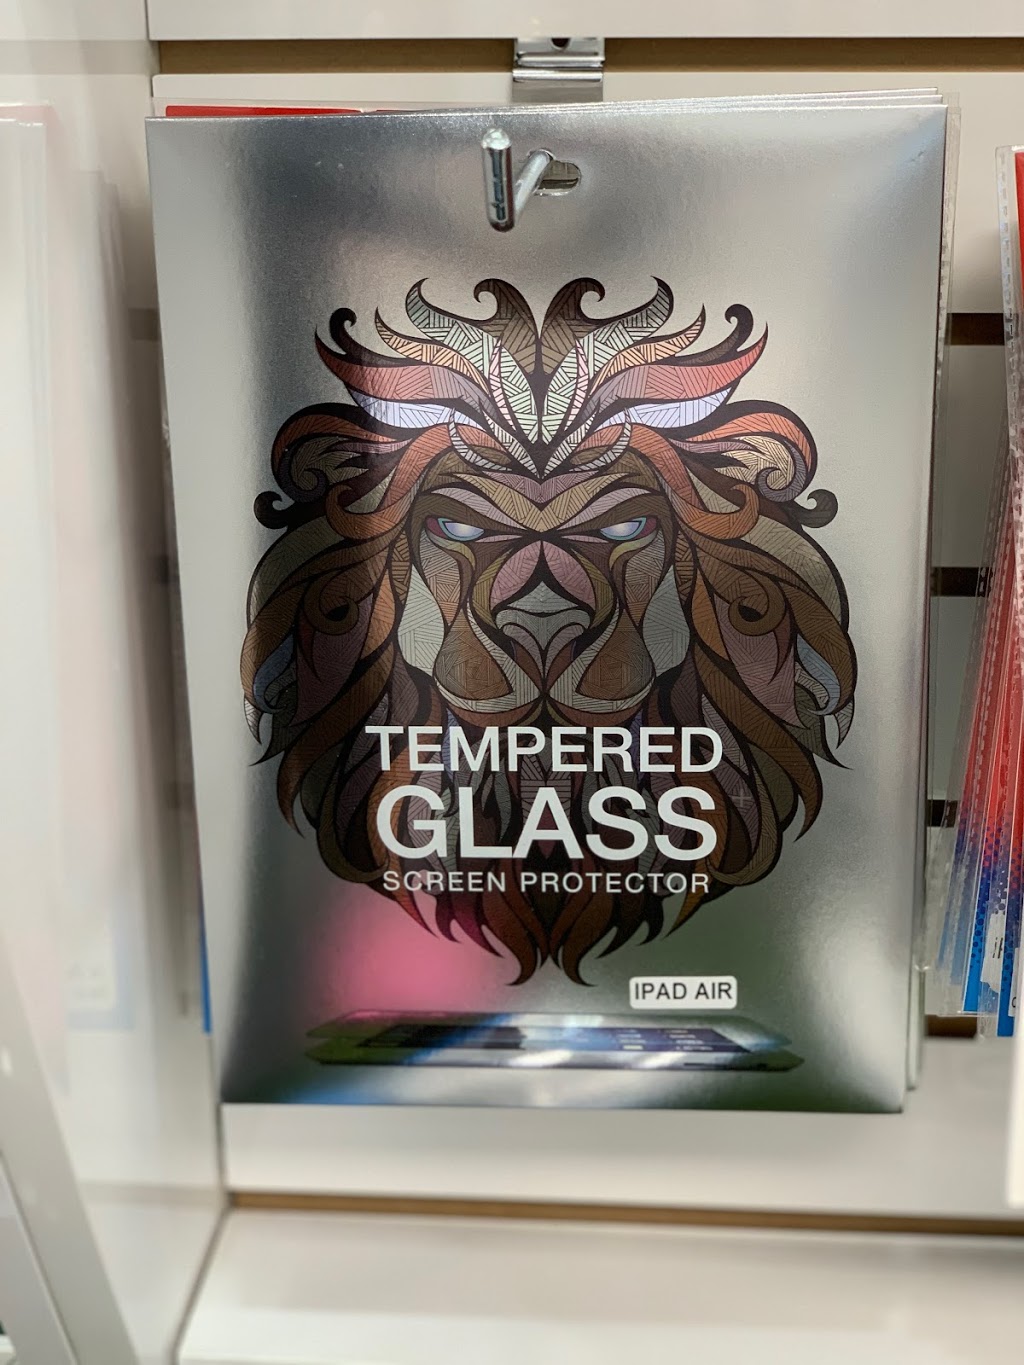 TEMPERED
GLASS
SCREEN PROTECTOR
IPAD AIR